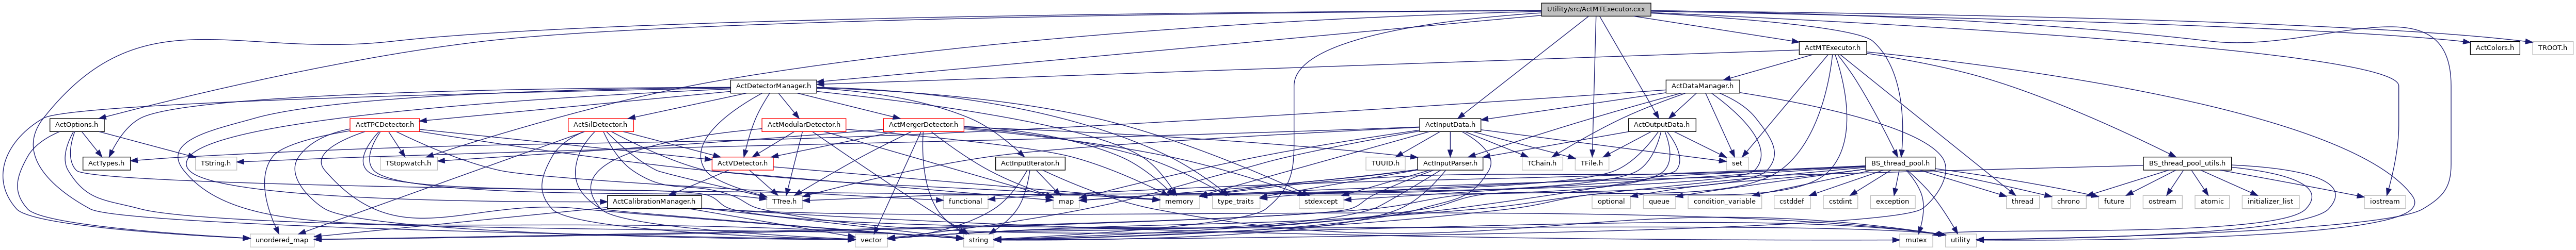 Utility/src/ActMTExecutor.cxx
ActMTExecutor.h
ActColors.h
TROOT.h
ActDetectorManager.h
ActDataManager.h
ActOptions.h
ActTPCDetector.h
ActSilDetector.h
ActModularDetector.h
ActMergerDetector.h
ActInputData.h
ActOutputData.h
ActTypes.h
TString.h
TStopwatch.h
ActVDetector.h
ActInputIterator.h
TUUID.h
ActInputParser.h
TChain.h
TFile.h
set
BS_thread_pool.h
BS_thread_pool_utils.h
ActCalibrationManager.h
TTree.h
functional
map
memory
type_traits
stdexcept
optional
queue
condition_variable
cstddef
cstdint
exception
thread
chrono
future
ostream
atomic
initializer_list
iostream
unordered_map
vector
string
mutex
utility